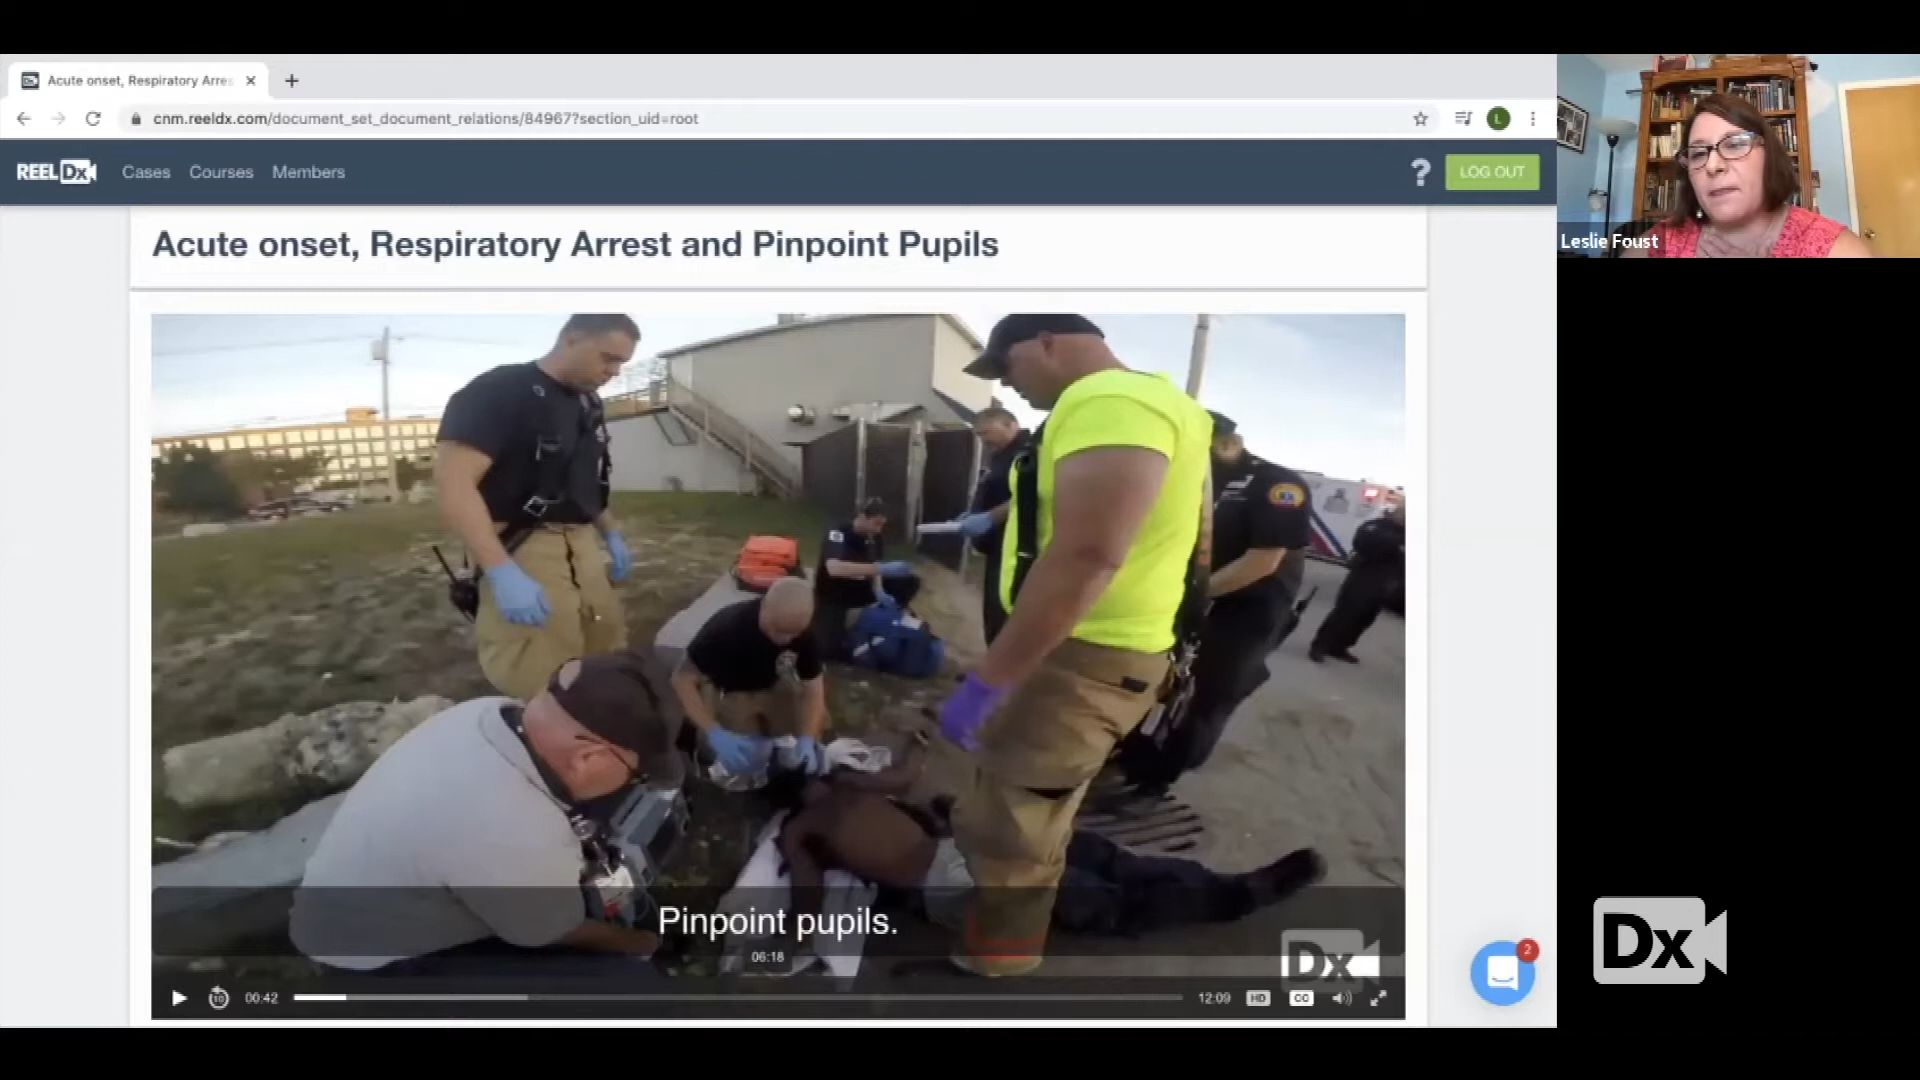 Acute onset, Respiratory Arre
cnm.reeldx.com/document_set_document_relations/84967?section_uid=root
L
REEL Dx
Cases
Courses
Members
?
LOG OUT
Leslie Foust
Acute onset, Respiratory Arrest and Pinpoint Pupils
Pinpoint pupils.
06:18
Dx
10
00:42
12:09
HD
CC
2
Dx